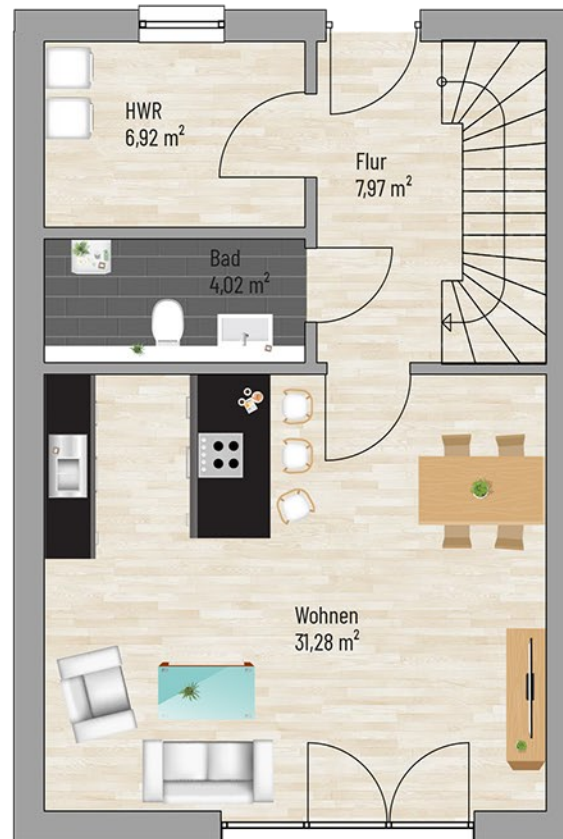 HWR
6,92 m²
Flur
7,97 m²
Bad
4,02 m²
Wohnen
31,28 m²